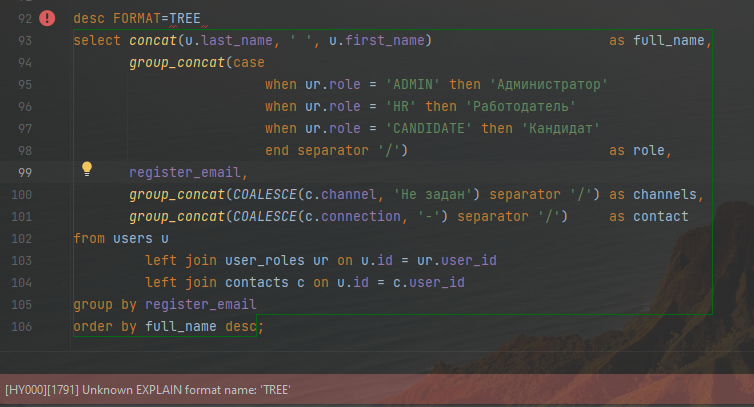 92 desc FORMAT=TREE
93 select concat(u.last_name, ' ', u.first_name) as full_name,
94 group_concat(case
95 when ur.role = 'ADMIN' then 'Администратор'
96 when ur.role = 'HR' then 'Работодатель'
97 when ur.role = 'CANDIDATE' then 'Кандидат'
98 end separator '/') as role,
99 register_email,
100 group_concat(COALESCE(c.channel, 'Не задан') separator '/') as channels,
101 group_concat(COALESCE(c.connection, '-') separator '/') as contact
102 from users u
103 left join user_roles ur on u.id = ur.user_id
104 left join contacts c on u.id = c.user_id
105 group by register_email
106 order by full_name desc;
[HY000][1791] Unknown EXPLAIN format name: 'TREE'